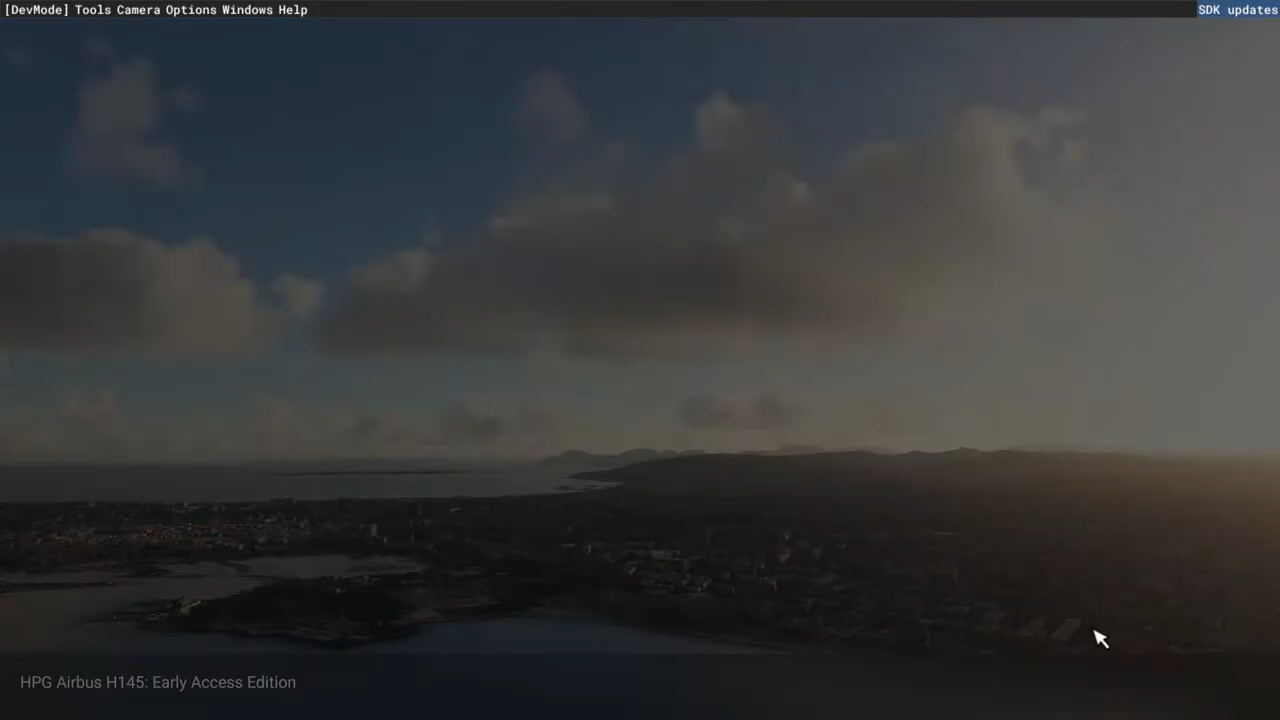 [DevMode] Tools Camera Options Windows Help
SDK updates
HPG Airbus H145: Early Access Edition